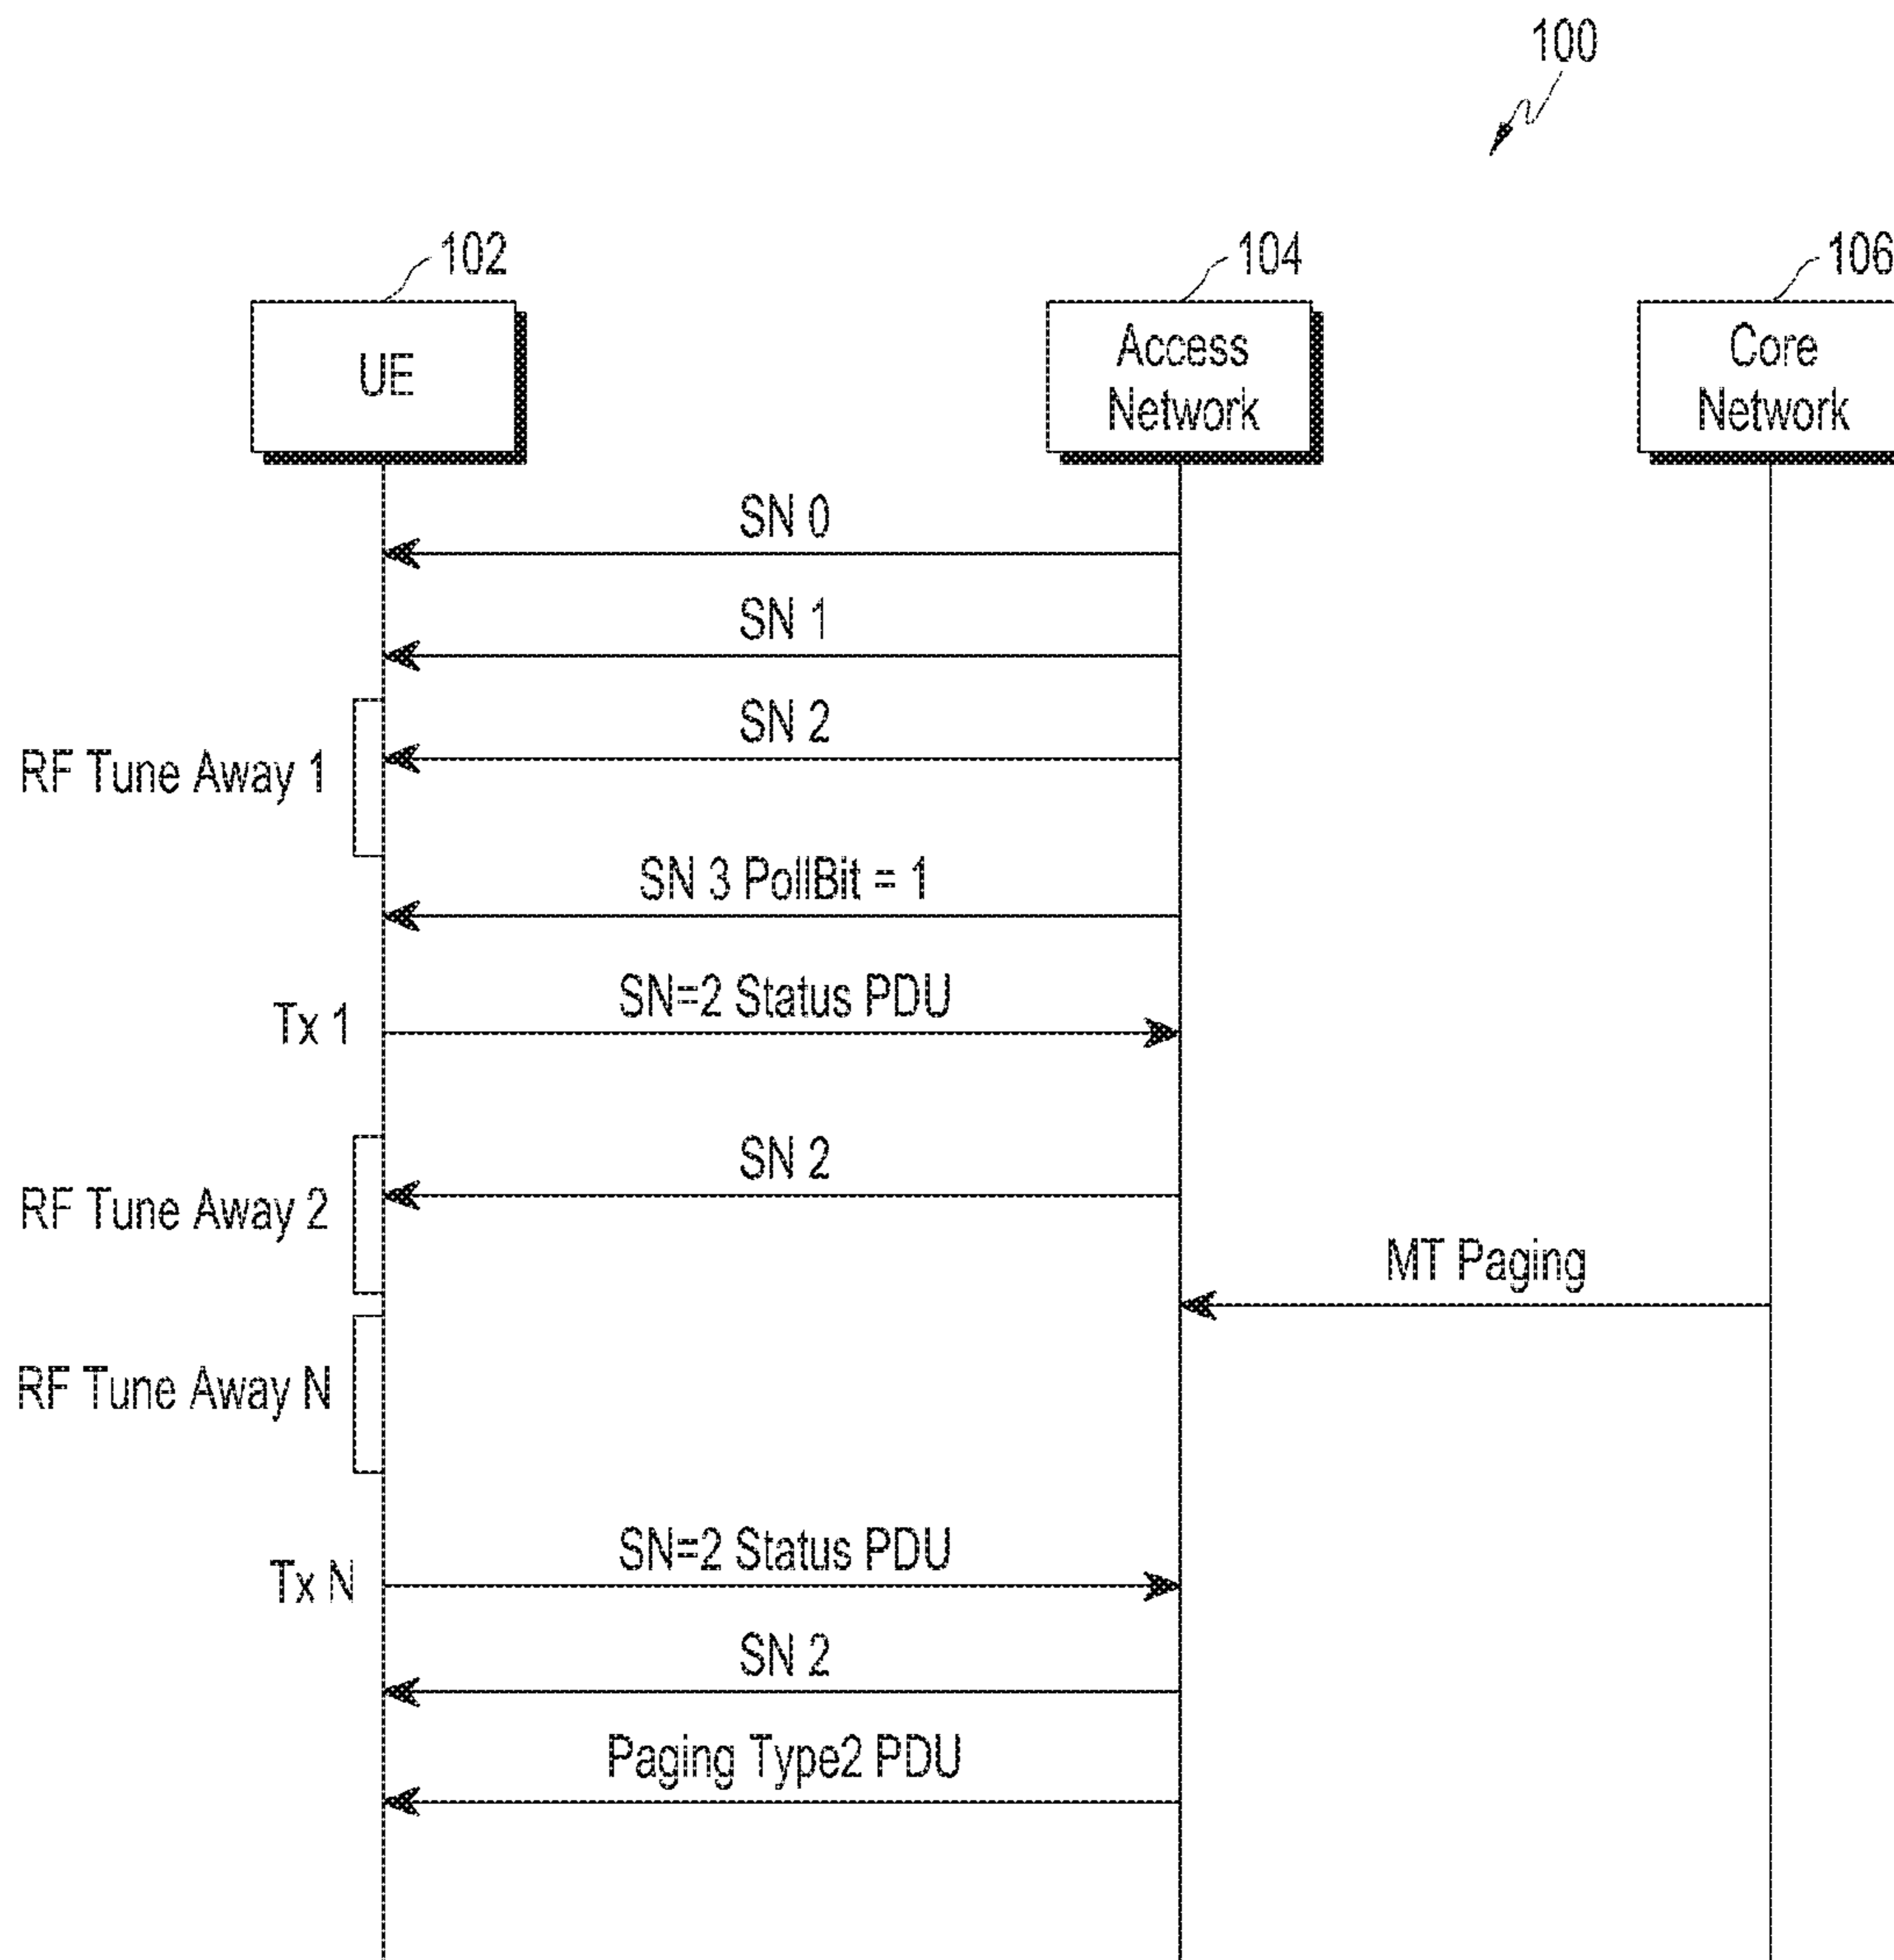 100
102
104
106
UE
Access
Network
Core
Network
SN 0
SN 1
SN 2
RF Tune Away 1
SN 3 PollBit = 1
SN=2 Status PDU
Tx 1
SN 2
RF Tune Away 2
MT Paging
RF Tune Away N
SN=2 Status PDU
Tx N
SN 2
Paging Type2 PDU